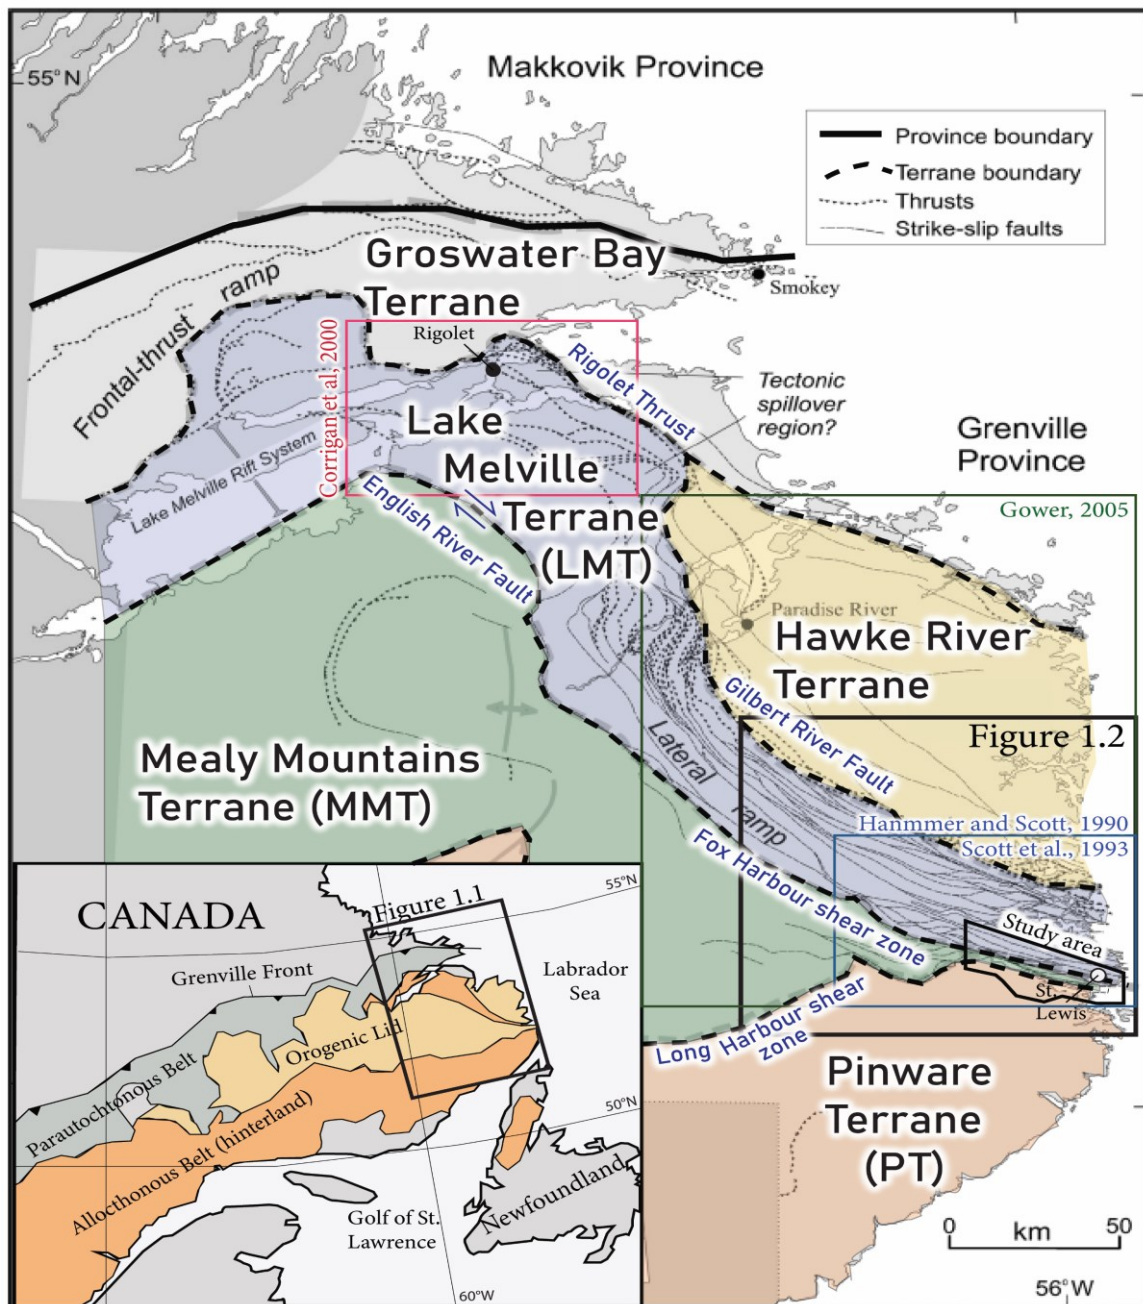 55°N
Makkovik Province
Province boundary
Terrane boundary
Thrusts
Strike-slip faults
Groswater Bay
Terrane
Smokey
Frontal-thrust ramp
Corrigan et al, 2000
Rigolet
Rigolet Thrust
Tectonic
spillover
region?
Grenville
Province
Lake
Melville
Terrane
(LMT)
Lake Melville Rift System
English River Fault
Gower, 2005
Paradise River
Hawke River
Terrane
Gilbert River Fault
Figure 1.2
Mealy Mountains
Terrane (MMT)
Lateral
ramp
Hanmmer and Scott, 1990
Scott et al., 1993
Fox Harbour shear zone
Study area
St.
Lewis
Long Harbour shear
zone
Pinware
Terrane
(PT)
0 km 50
56°W
CANADA
Figure 1.1
55°N
Grenville Front
Labrador
Sea
Orogenic Lid
Parautochtonous Belt
Allocthonous Belt (hinterland)
50°N
Newfoundland
Golf of St.
Lawrence
60°W